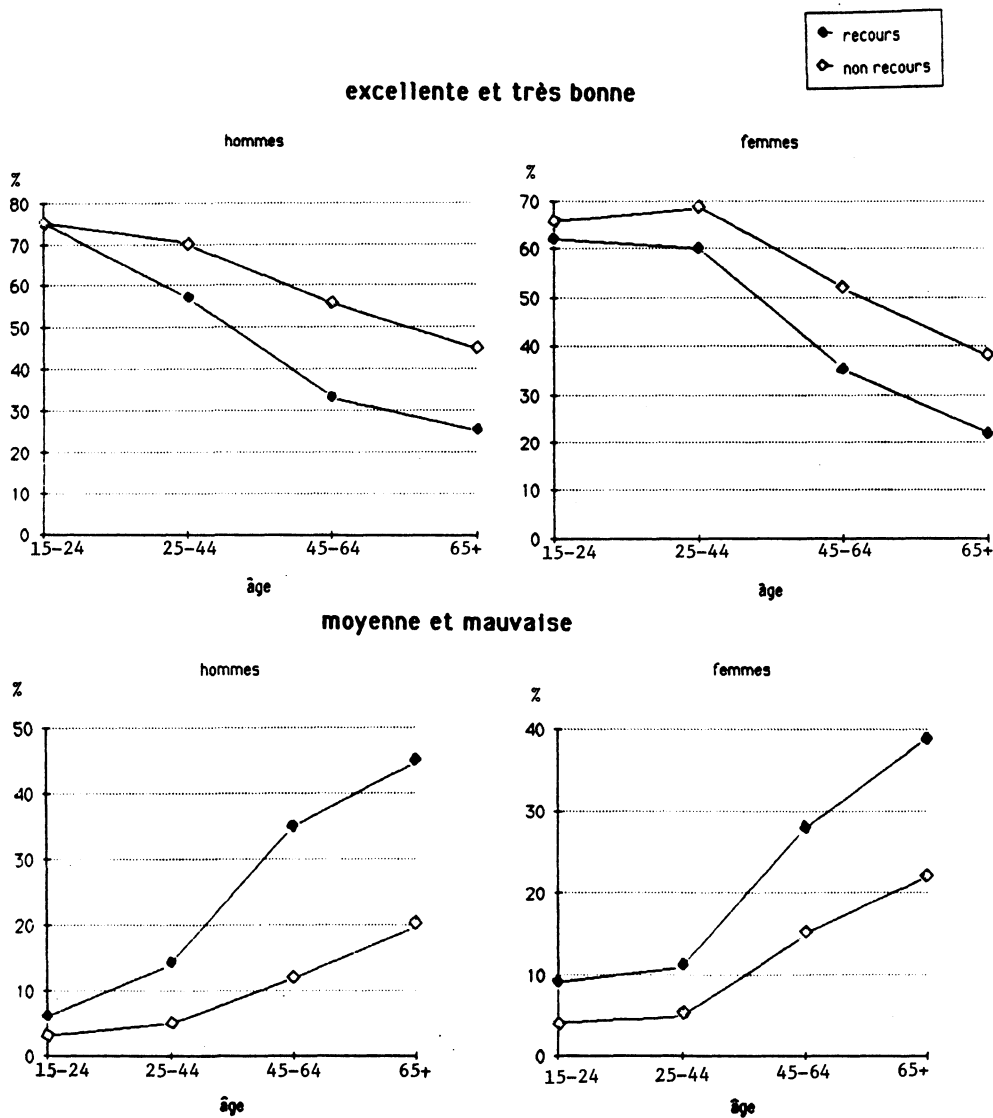 recours
non recours
excellente et très bonne
hommes
%
80
70
60
50
40
30
20
10
0
15-24 25-44 45-64 65+
âge
femmes
%
70
60
50
40
30
20
10
0
15-24 25-44 45-64 65+
âge
moyenne et mauvaise
hommes
%
50
40
30
20
10
0
15-24 25-44 45-64 65+
âge
femmes
%
40
30
20
10
0
15-24 25-44 45-64 65+
âge